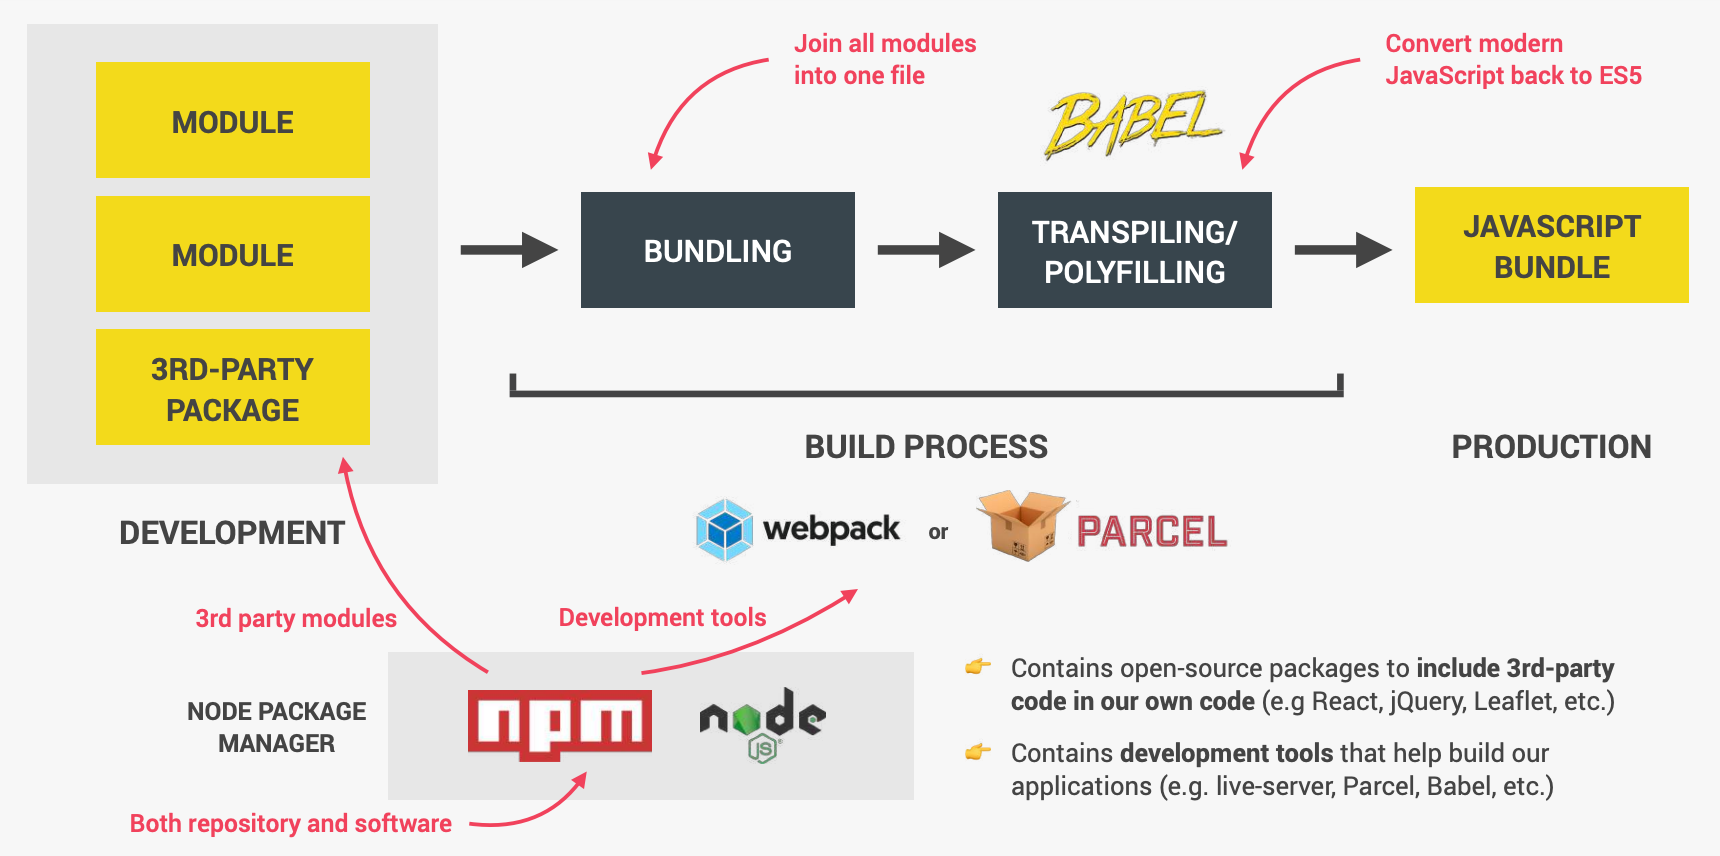 MODULE
MODULE
3RD-PARTY
PACKAGE
DEVELOPMENT
Join all modules
into one file
BUNDLING
BABEL
Convert modern
JavaScript back to ES5
TRANSPILING/
POLYFILLING
JAVASCRIPT
BUNDLE
BUILD PROCESS
PRODUCTION
webpack or PARCEL
3rd party modules
Development tools
NODE PACKAGE
MANAGER
npm
node
JS
Both repository and software
👉 Contains open-source packages to include 3rd-party
code in our own code (e.g React, jQuery, Leaflet, etc.)
👉 Contains development tools that help build our
applications (e.g. live-server, Parcel, Babel, etc.)